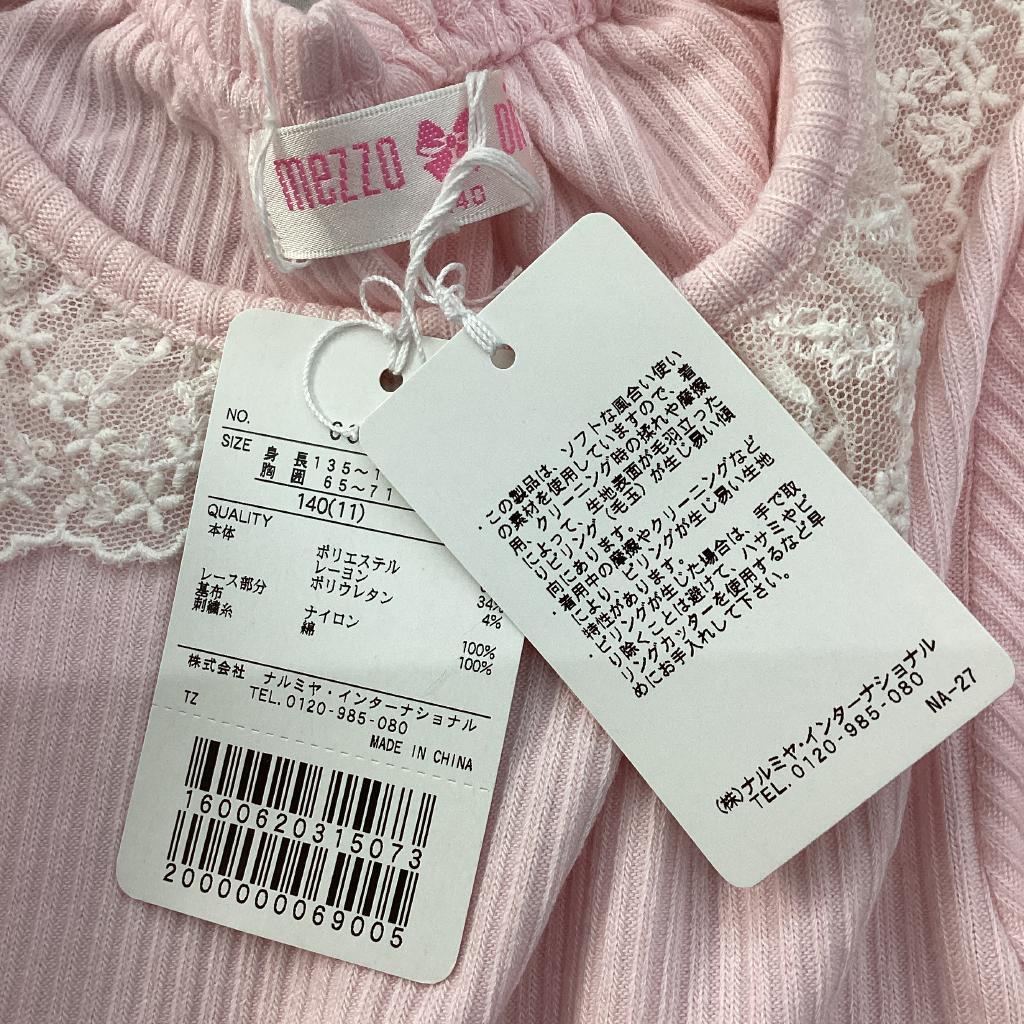 mezzo
40
NO.
SIZE 身 長 135～1
胸 囲 65～71
140(11)
QUALITY
本体
ポリエステル
レーヨン 34%
ポリウレタン 4%
レース部分
基布 ナイロン 100%
刺繍糸 綿 100%
株式会社 ナルミヤ・インターナショナル
TEL.0120-985-080
TZ MADE IN CHINA
1600620315073
2000000069005
・この製品は、ソフトな風合い使い
の素材を使用していますので、着
用、クリーニング時の揉れや摩擦
によって、生地表面が毛羽立った
りピリング（毛玉）が生じ易い傾
向にあります。
・着用中の摩擦やクリーニングなど
により、ピリングが生じ易い生地
特性があります。
・ピリングが生じた場合は、手で取
り除くことは避けて、ハサミやピ
リングカッターを使用するなど早
めにお手入れして下さい。
(株)ナルミヤ・インターナショナル
TEL.0120-985-080
NA-27